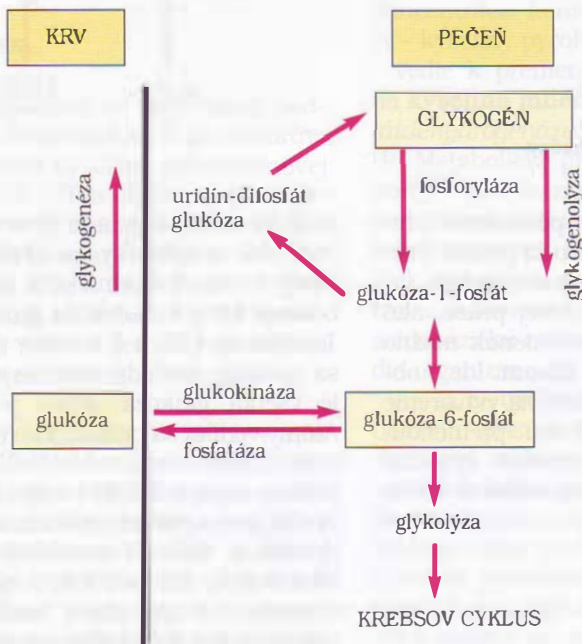 KRV
PEČEŇ
GLYKOGÉN
fosforyláza
uridín-difosfát
glukóza
glykogenéza
glykogenolýza
glukóza-1-fosfát
glukokináza
glukóza
glukóza-6-fosfát
fosfatáza
glykolýza
KREBSOV CYKLUS